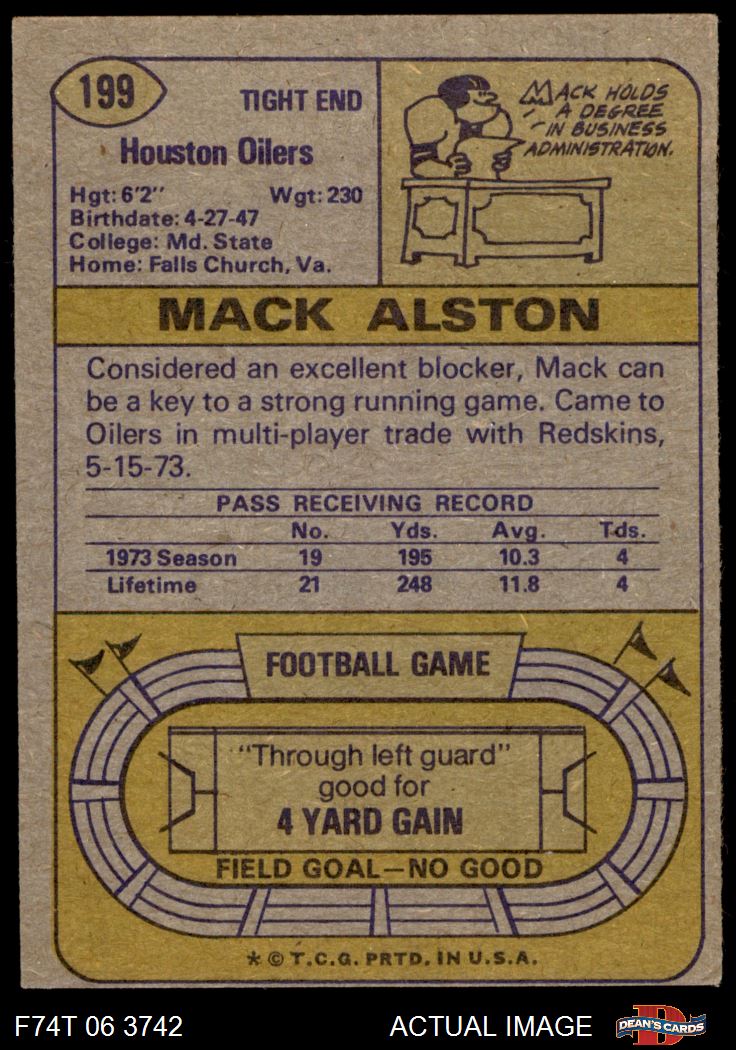 199
TIGHT END
Houston Oilers
Hgt: 6'2" Wgt: 230
Birthdate: 4-27-47
College: Md. State
Home: Falls Church, Va.
MACK HOLDS
A DEGREE
IN BUSINESS
ADMINISTRATION.
MACK ALSTON
Considered an excellent blocker, Mack can
be a key to a strong running game. Came to
Oilers in multi-player trade with Redskins,
5-15-73.
PASS RECEIVING RECORD
No. Yds. Avg. Tds.
1973 Season 19 195 10.3 4
Lifetime 21 248 11.8 4
FOOTBALL GAME
"Through left guard"
good for
4 YARD GAIN
FIELD GOAL—NO GOOD
* © T.C.G. PRTD. IN U.S.A.
F74T 06 3742 ACTUAL IMAGE
D
DEAN'S CARDS